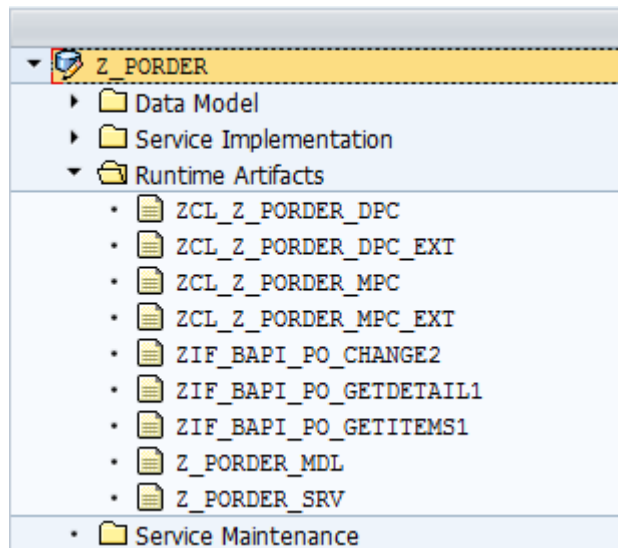 Z_PORDER
Data Model
Service Implementation
Runtime Artifacts
ZCL_Z_PORDER_DPC
ZCL_Z_PORDER_DPC_EXT
ZCL_Z_PORDER_MPC
ZCL_Z_PORDER_MPC_EXT
ZIF_BAPI_PO_CHANGE2
ZIF_BAPI_PO_GETDETAIL1
ZIF_BAPI_PO_GETITEMS1
Z_PORDER_MDL
Z_PORDER_SRV
Service Maintenance